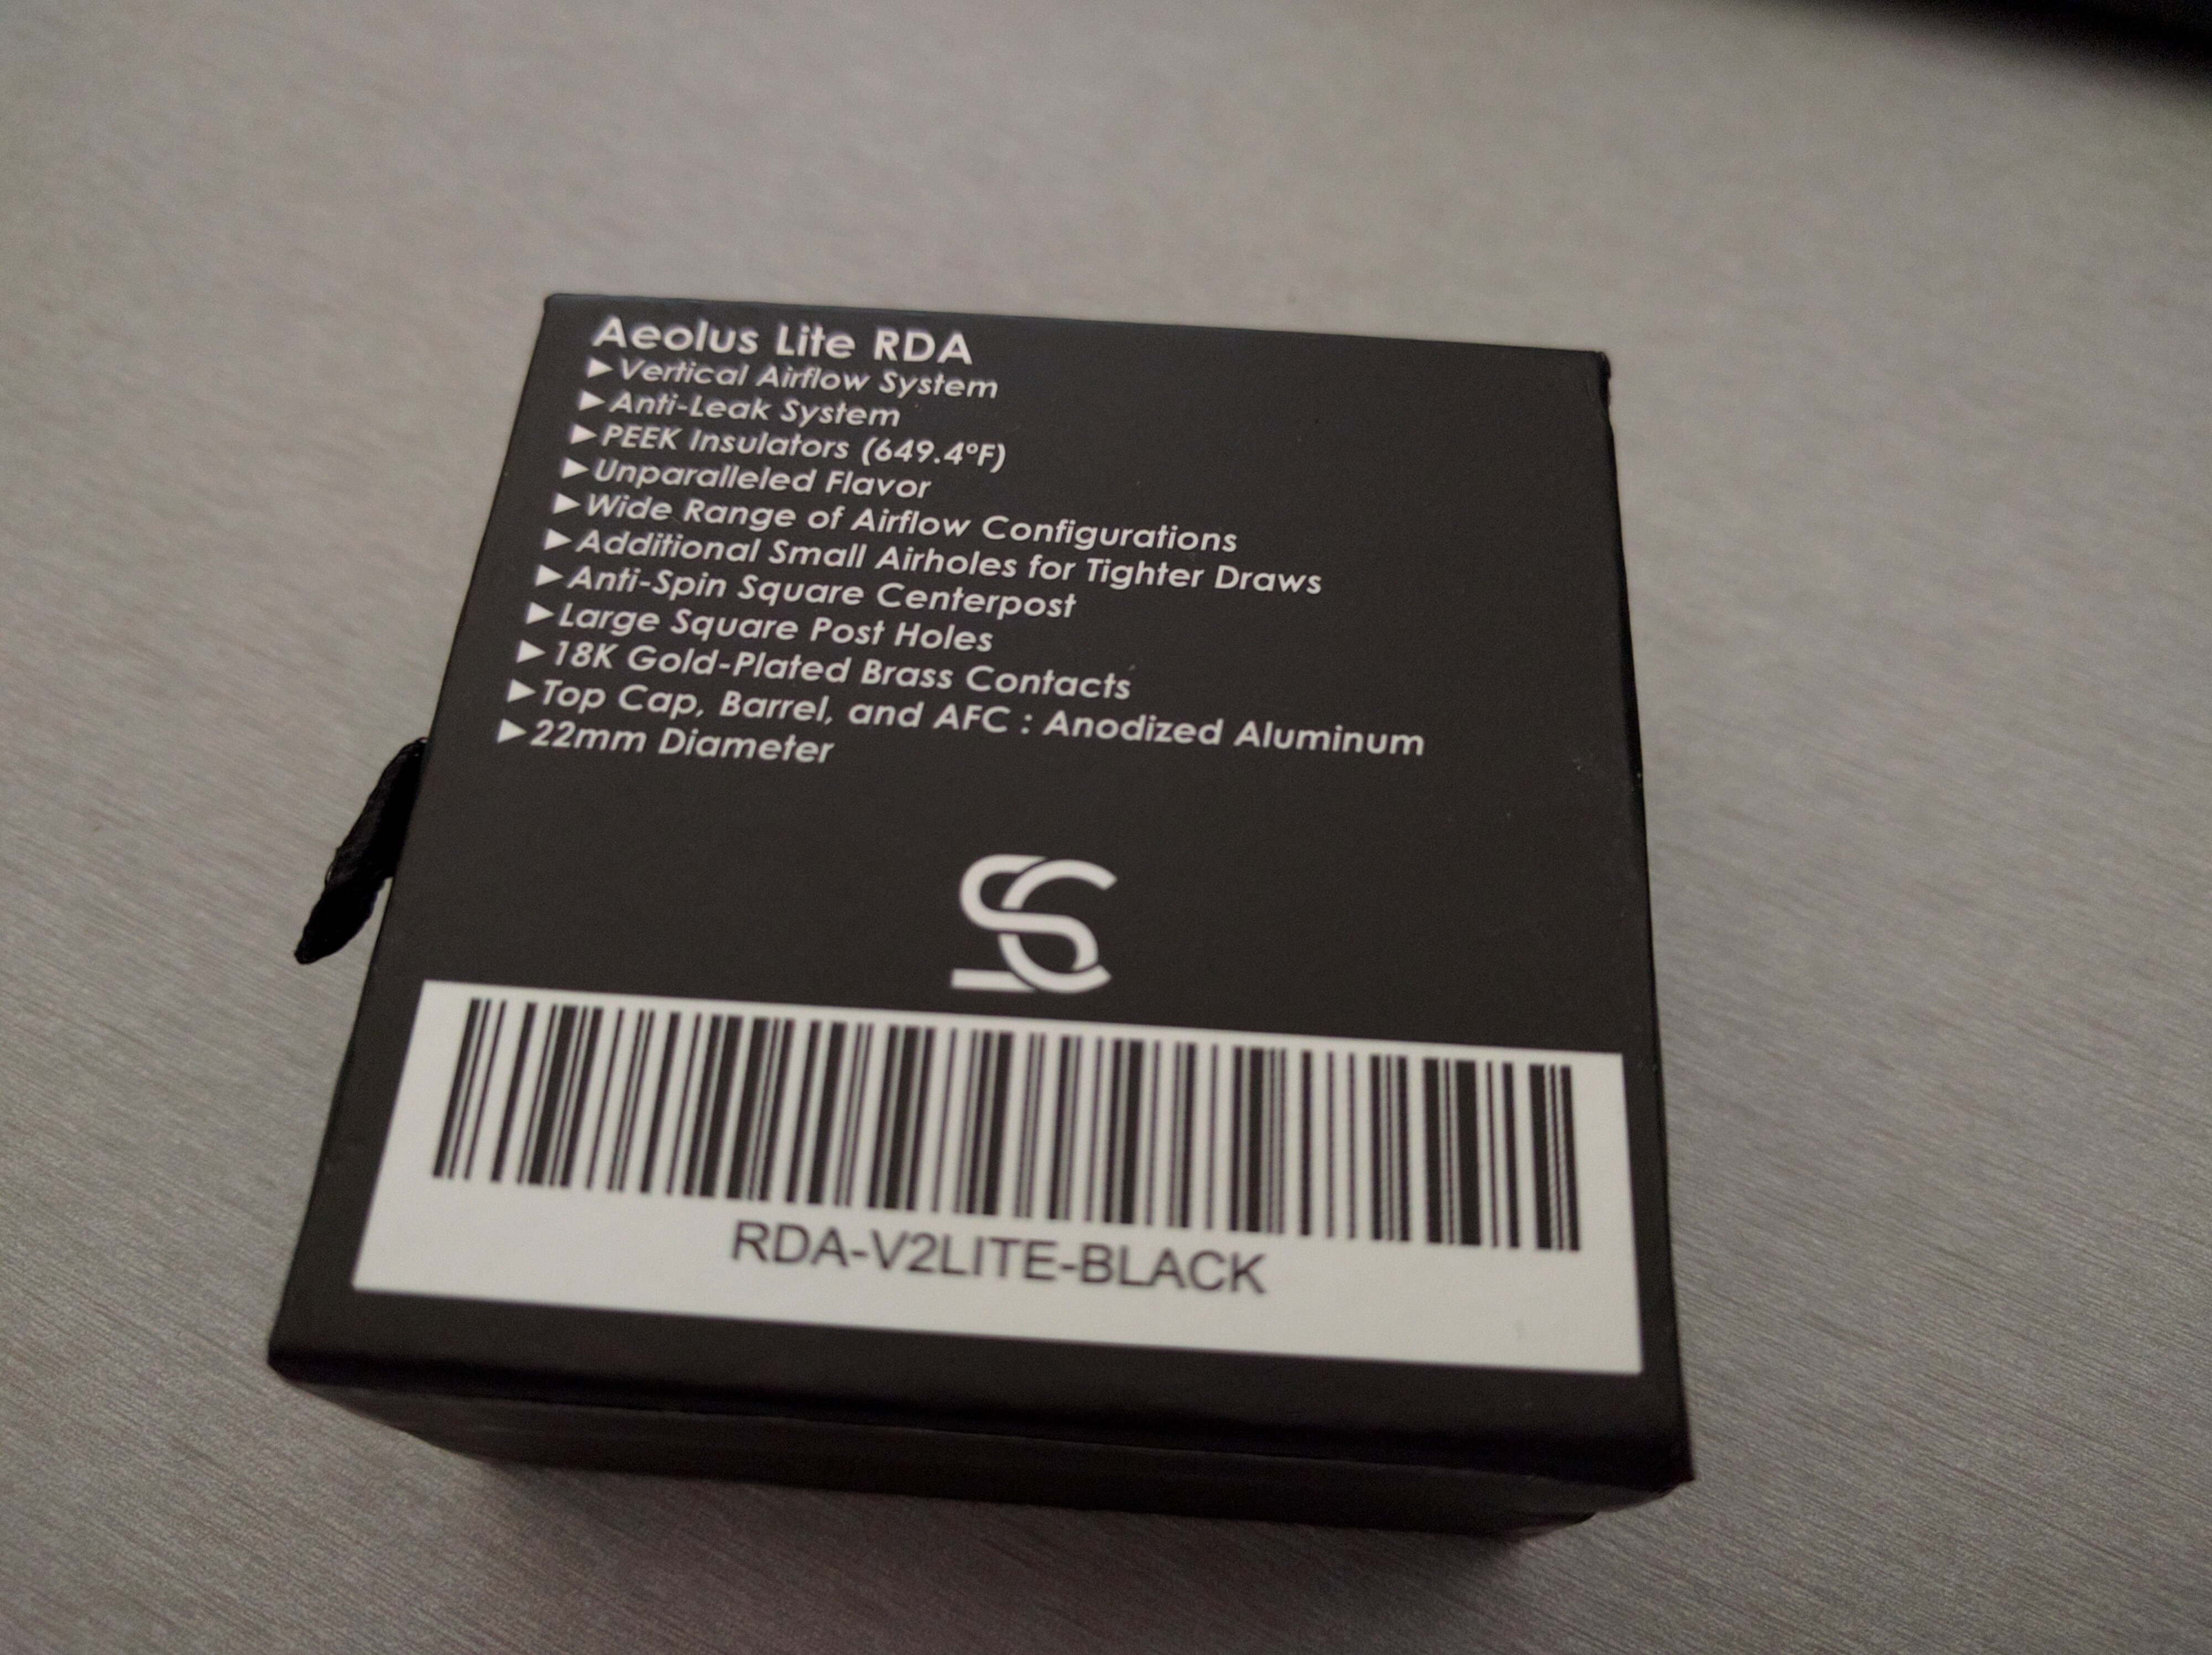 Aeolus Lite RDA
►Vertical Airflow System
►Anti-Leak System
►PEEK Insulators (649.4°F)
►Unparalleled Flavor
►Wide Range of Airflow Configurations
►Additional Small Airholes for Tighter Draws
►Anti-Spin Square Centerpost
►Large Square Post Holes
►18K Gold-Plated Brass Contacts
►Top Cap, Barrel, and AFC : Anodized Aluminum
►22mm Diameter
SC
RDA-V2LITE-BLACK